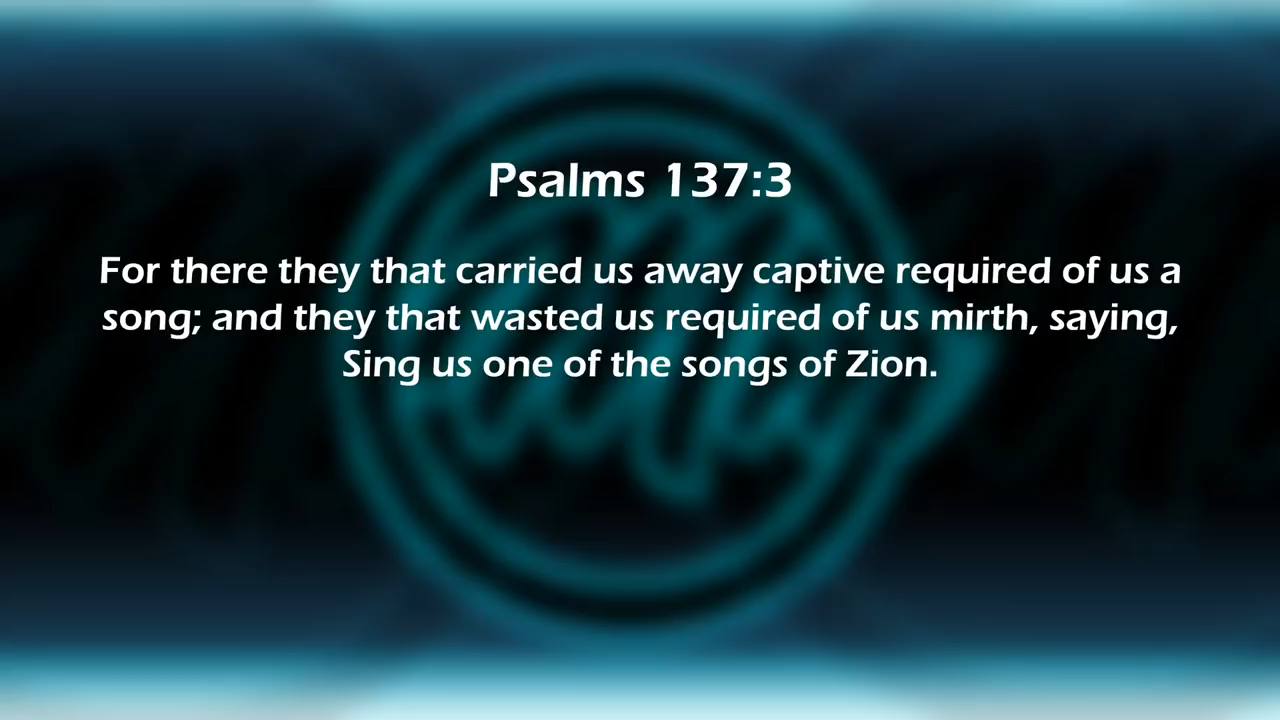 Psalms 137:3
For there they that carried us away captive required of us a
song; and they that wasted us required of us mirth, saying,
Sing us one of the songs of Zion.